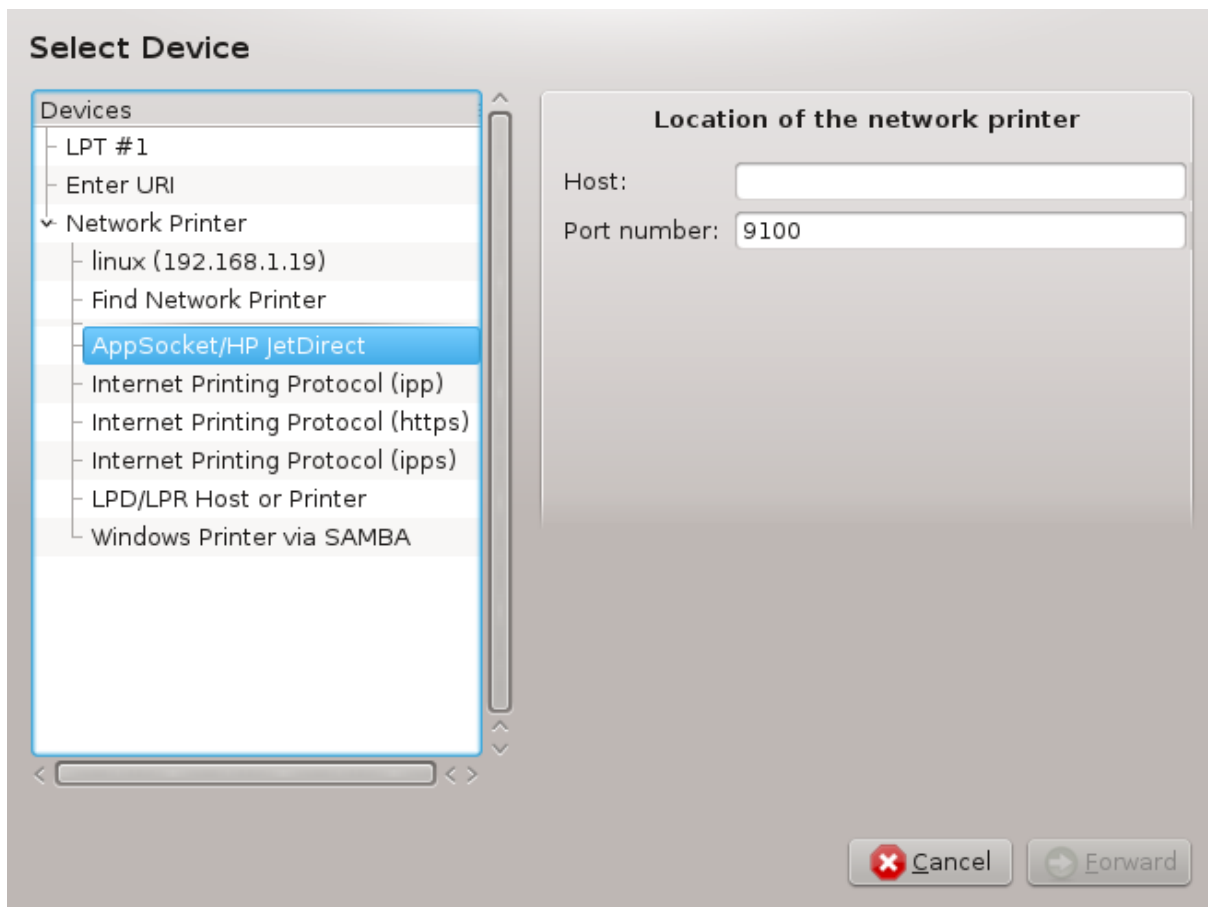 Select Device
Devices
LPT #1
Enter URI
Network Printer
linux (192.168.1.19)
Find Network Printer
AppSocket/HP JetDirect
Internet Printing Protocol (ipp)
Internet Printing Protocol (https)
Internet Printing Protocol (ipps)
LPD/LPR Host or Printer
Windows Printer via SAMBA
Location of the network printer
Host:
Port number: 9100
Cancel
Forward